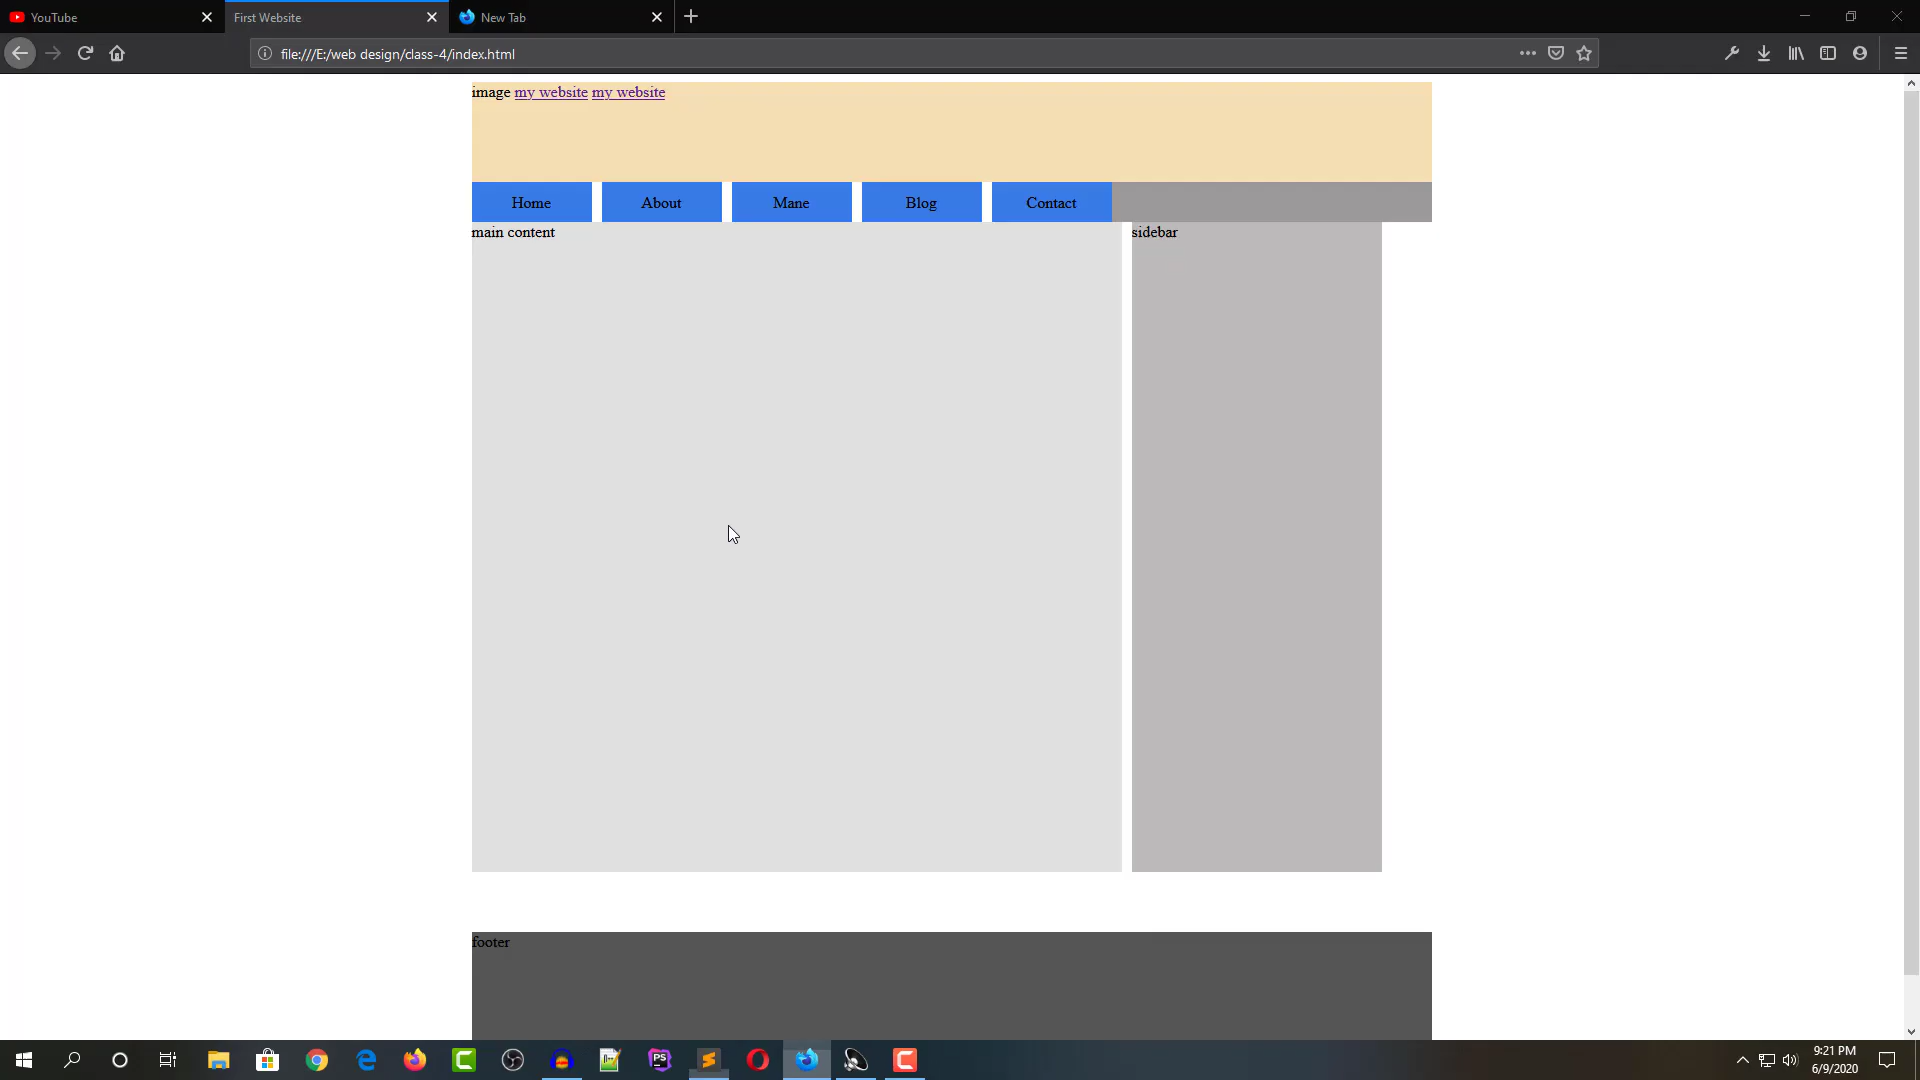 YouTube
First Website
New Tab
file:///E:/web design/class-4/index.html
image my website my website
Home
About
Mane
Blog
Contact
main content
sidebar
footer
9:21 PM
6/9/2020